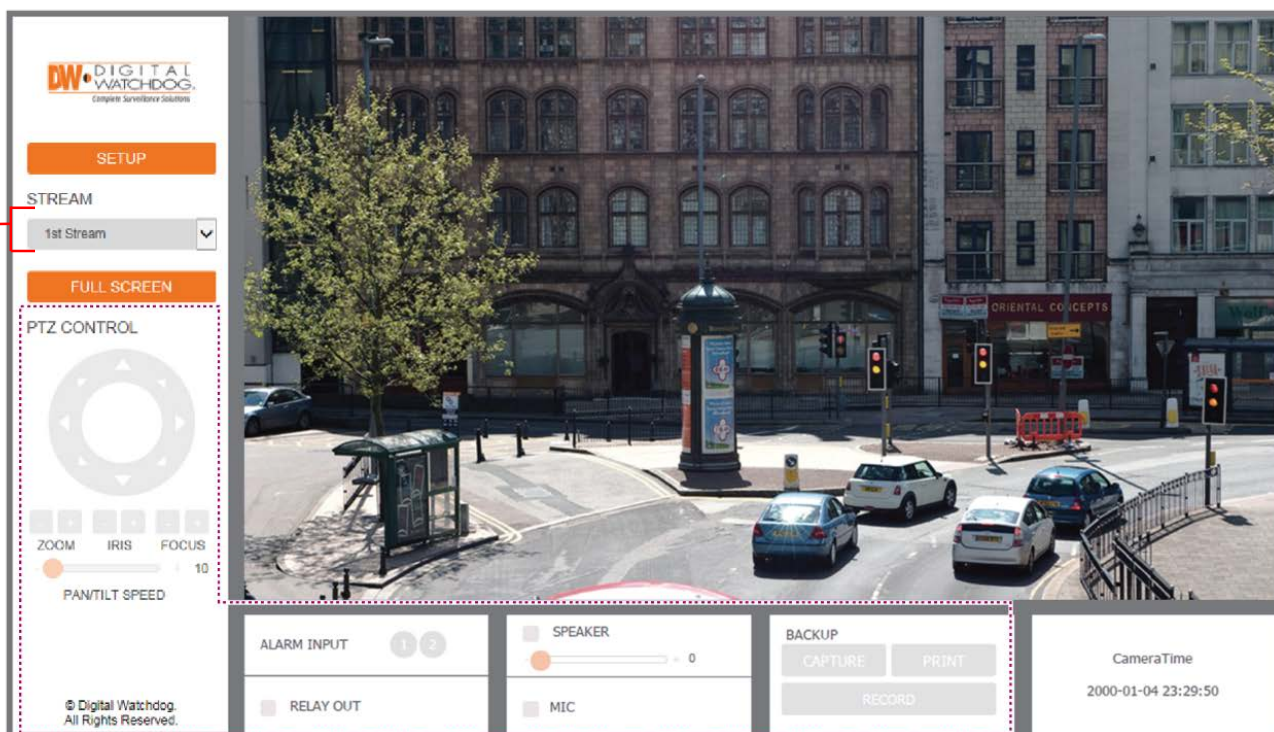 DW DIGITAL
WATCHDOG.
Complete Surveillance Solutions
SETUP
STREAM
1st Stream
FULL SCREEN
PTZ CONTROL
- + - + - +
ZOOM IRIS FOCUS
- + 10
PAN/TILT SPEED
© Digital Watchdog.
All Rights Reserved.
ORIENTAL CONCEPTS
ALARM INPUT 1 2
RELAY OUT
SPEAKER
- + 0
MIC
BACKUP
CAPTURE PRINT
RECORD
CameraTime
2000-01-04 23:29:50